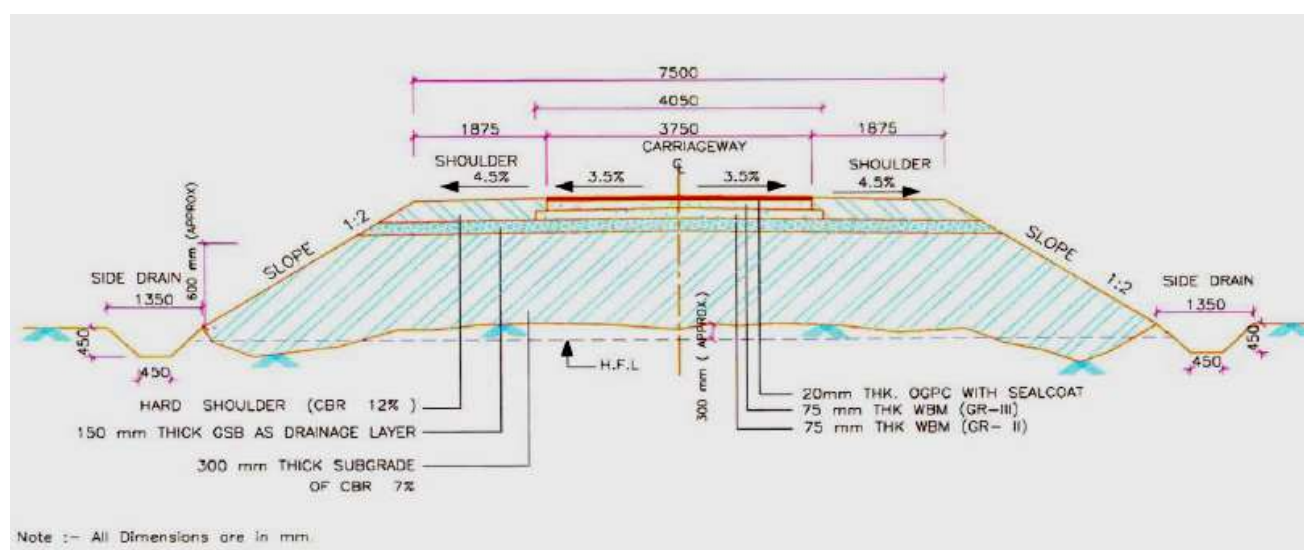 7500
4050
1875
3750
1875
CARRIAGEWAY
SHOULDER
℄
SHOULDER
4.5%
3.5%
3.5%
4.5%
600 mm (APPROX)
SLOPE 1:2
SLOPE 1:2
SIDE DRAIN
1350
SIDE DRAIN
1350
450
450
450
450
H.F.L
300 mm ( APPROX.)
HARD SHOULDER (CBR 12% )
150 mm THICK GSB AS DRAINAGE LAYER
300 mm THICK SUBGRADE
OF CBR 7%
20mm THK. OGPC WITH SEALCOAT
75 mm THK WBM (GR-III)
75 mm THK WBM (GR- II)
Note :- All Dimensions are in mm.